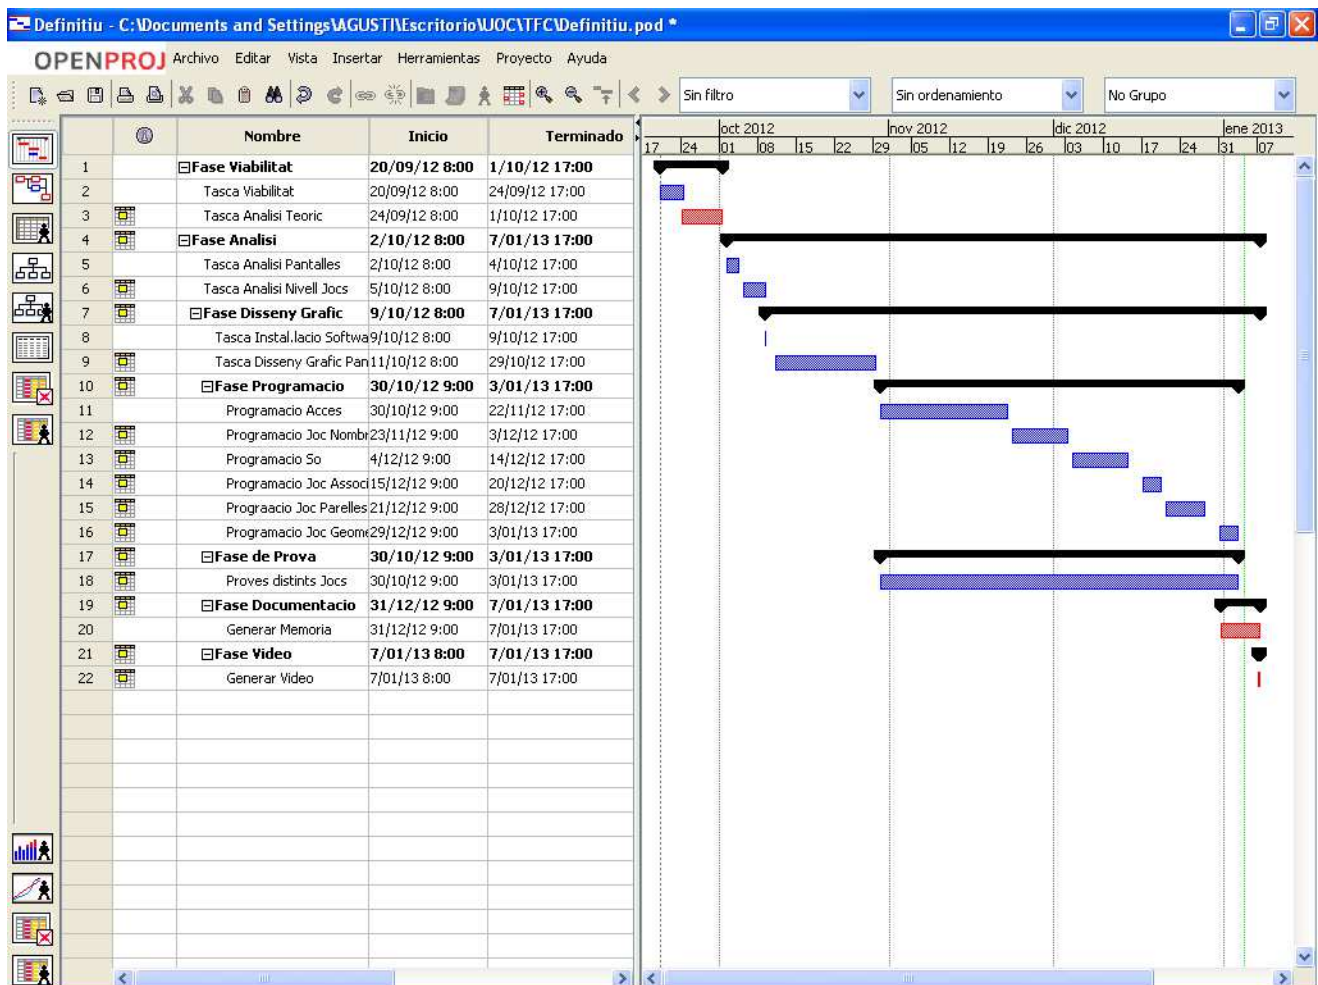 Definitiu - C:\Documents and Settings\AGUSTI\Escritorio\UOC\TFC\Definitiu.pod *
OPENPROJ Archivo Editar Vista Insertar Herramientas Proyecto Ayuda
Sin filtro Sin ordenamiento No Grupo
Nombre Inicio Terminado
oct 2012 nov 2012 dic 2012 ene 2013
17 24 01 08 15 22 29 05 12 19 26 03 10 17 24 31 07
1 Fase Viabilitat 20/09/12 8:00 1/10/12 17:00
2 Tasca Viabilitat 20/09/12 8:00 24/09/12 17:00
3 Tasca Analisi Teoric 24/09/12 8:00 1/10/12 17:00
4 Fase Analisi 2/10/12 8:00 7/01/13 17:00
5 Tasca Analisi Pantalles 2/10/12 8:00 4/10/12 17:00
6 Tasca Analisi Nivell Jocs 5/10/12 8:00 9/10/12 17:00
7 Fase Disseny Grafic 9/10/12 8:00 7/01/13 17:00
8 Tasca Instal.lacio Softwa 9/10/12 8:00 9/10/12 17:00
9 Tasca Disseny Grafic Pan 11/10/12 8:00 29/10/12 17:00
10 Fase Programacio 30/10/12 9:00 3/01/13 17:00
11 Programacio Acces 30/10/12 9:00 22/11/12 17:00
12 Programacio Joc Nombr 23/11/12 9:00 3/12/12 17:00
13 Programacio So 4/12/12 9:00 14/12/12 17:00
14 Programacio Joc Associ 15/12/12 9:00 20/12/12 17:00
15 Prograacio Joc Parelles 21/12/12 9:00 28/12/12 17:00
16 Programacio Joc Geome 29/12/12 9:00 3/01/13 17:00
17 Fase de Prova 30/10/12 9:00 3/01/13 17:00
18 Proves distints Jocs 30/10/12 9:00 3/01/13 17:00
19 Fase Documentacio 31/12/12 9:00 7/01/13 17:00
20 Generar Memoria 31/12/12 9:00 7/01/13 17:00
21 Fase Video 7/01/13 8:00 7/01/13 17:00
22 Generar Video 7/01/13 8:00 7/01/13 17:00